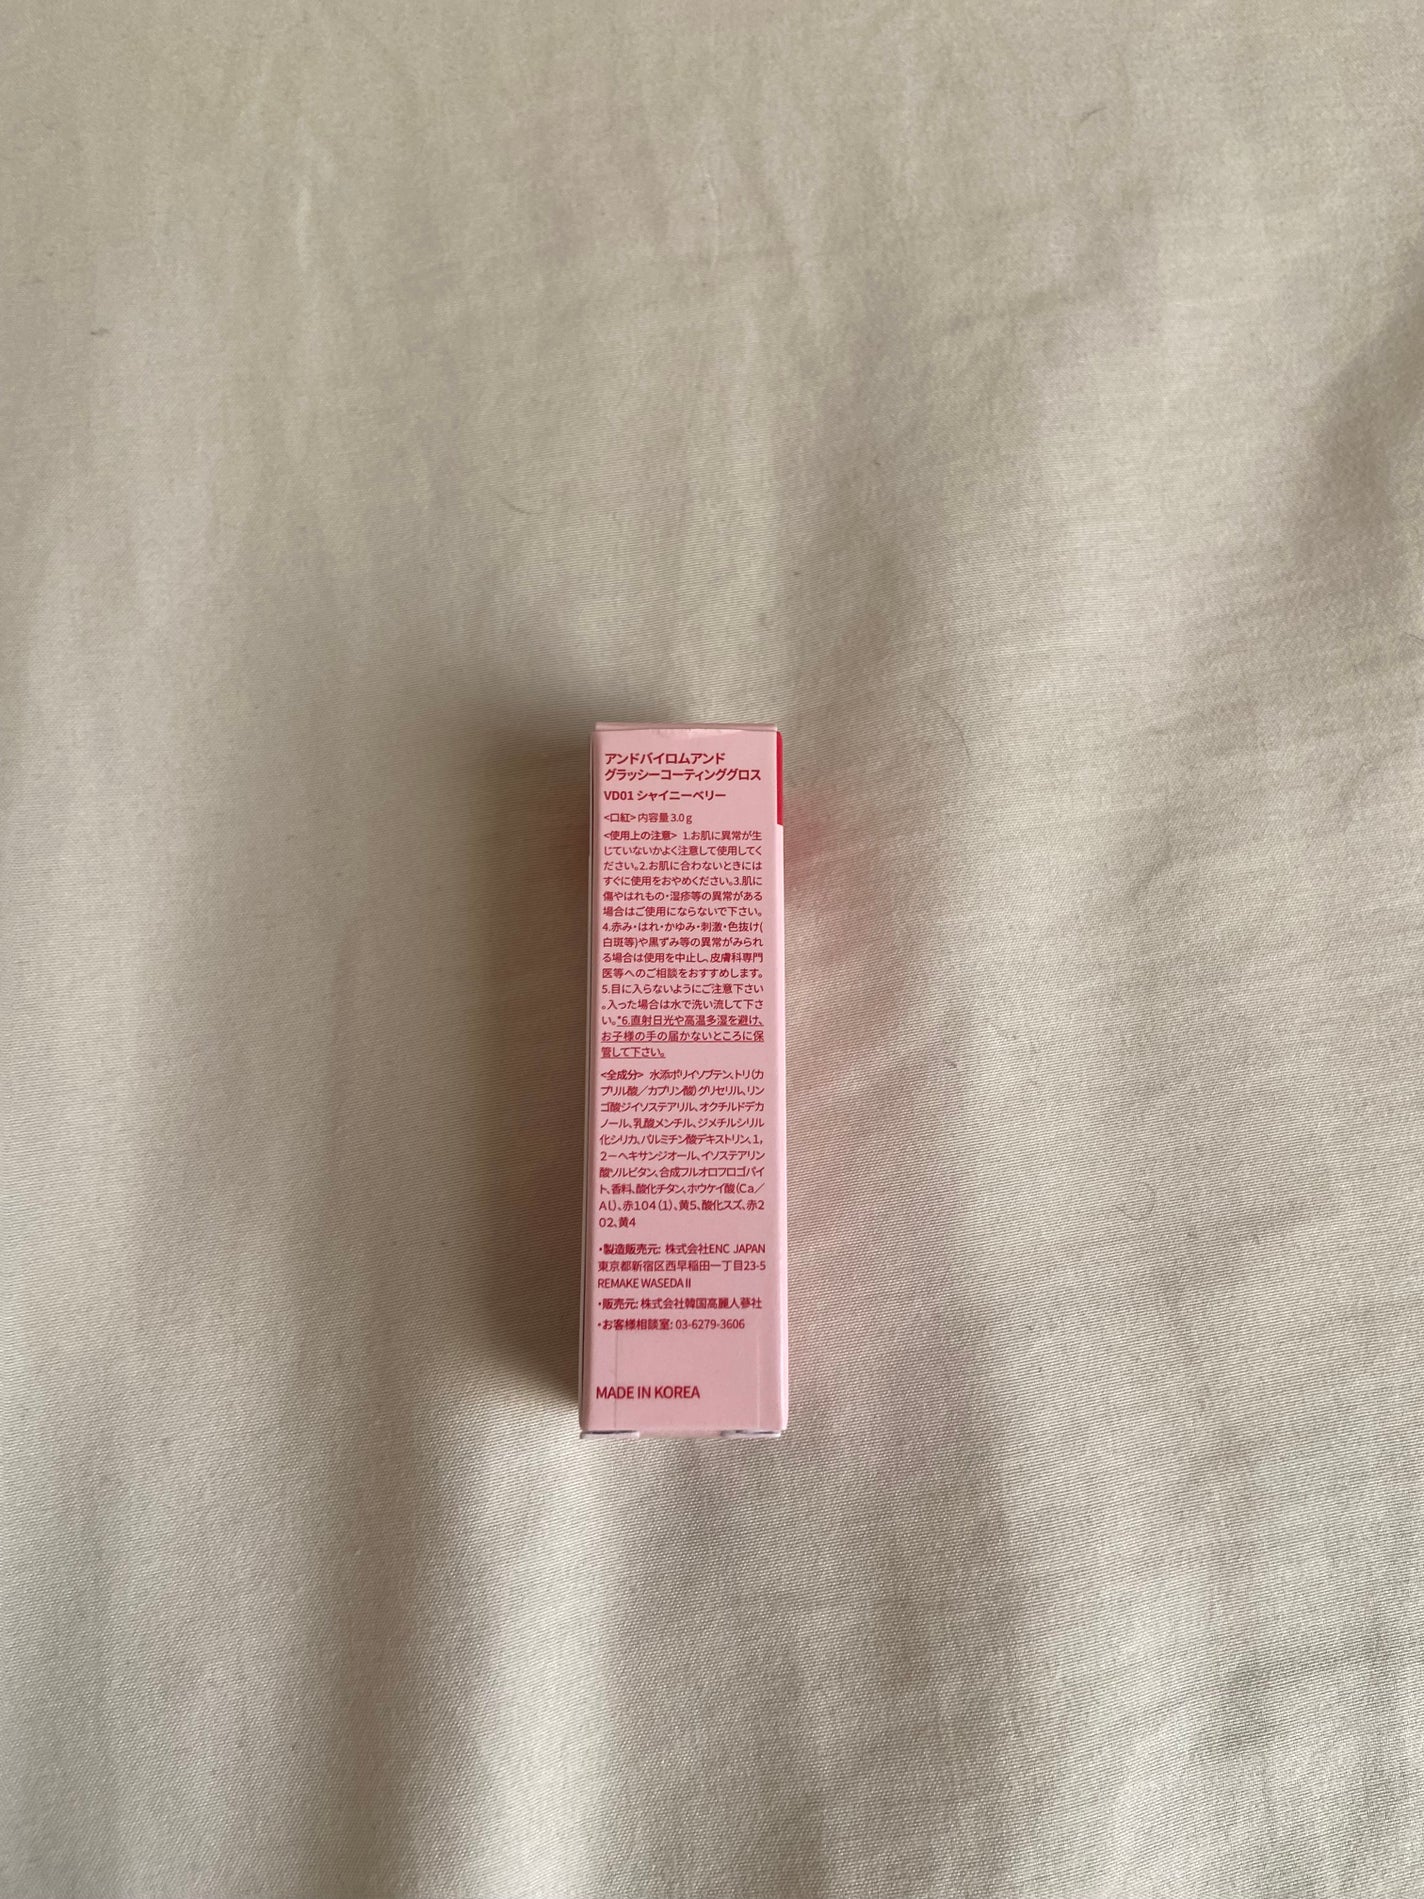 アンドバイロムアンド
グラッシーコーティンググロス
VD01 シャイニーベリー
<口紅> 内容量 3.0 g
<使用上の注意> 1.お肌に異常が生
じていないかよく注意して使用してく
ださい。2.お肌に合わないときには
すぐに使用をおやめください。3.肌に
傷やはれもの・湿疹等の異常がある
場合はご使用にならないで下さい。
4.赤み・はれ・かゆみ・刺激・色抜け(
白斑等)や黒ずみ等の異常がみられ
る場合は使用を中止し、皮膚科専門
医等へのご相談をおすすめします。
5.目に入らないようにご注意下さい
。入った場合は水で洗い流して下さ
い。*6.直射日光や高温多湿を避け、
お子様の手の届かないところに保
管して下さい。
<全成分> 水添ポリイソブテン、トリ(カ
プリル酸／カプリン酸)グリセリル、リン
ゴ酸ジイソステアリル、オクチルドデカ
ノール、乳酸メンチル、ジメチルシリル
化シリカ、パルミチン酸デキストリン、1,
2－ヘキサンジオール、イソステアリン
酸ソルビタン、合成フルオロフロゴパイ
ト、香料、酸化チタン、ホウケイ酸(Ca／
Al)、赤104(1)、黄5、酸化スズ、赤2
02、黄4
・製造販売元: 株式会社ENC JAPAN
東京都新宿区西早稲田一丁目23-5
REMAKE WASEDA II
・販売元: 株式会社韓国高麗人蔘社
・お客様相談室: 03-6279-3606
MADE IN KOREA